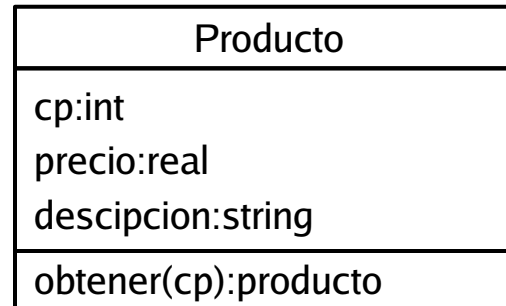 Producto
cp:int
precio:real
descipcion:string
obtener(cp):producto